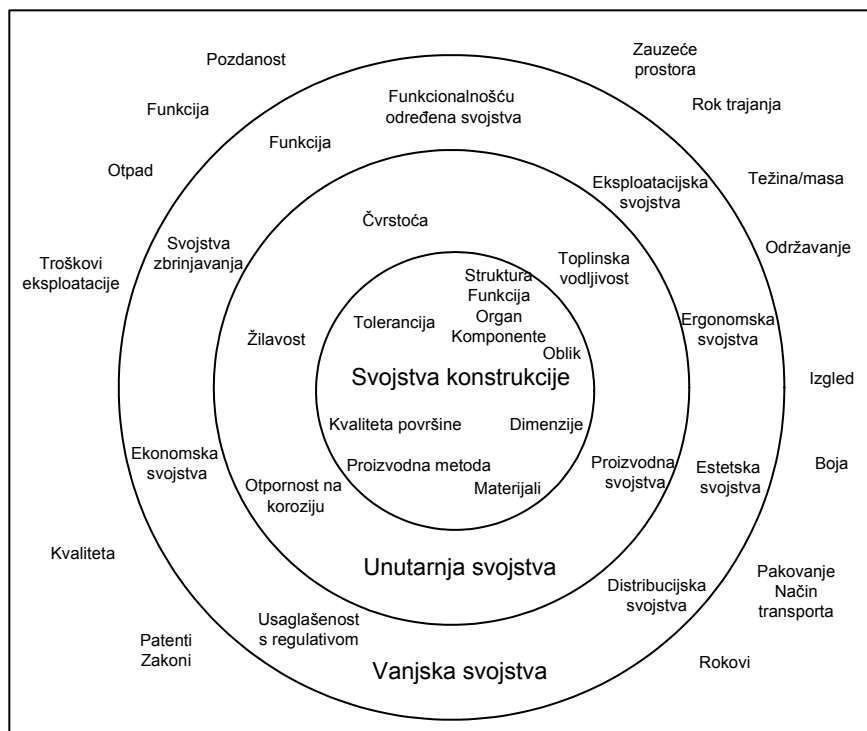 Pozdanost
Zauzeće
prostora
Funkcija
Funkcionalnošću
određena svojstva
Rok trajanja
Funkcija
Otpad
Eksploatacijska
svojstva
Težina/masa
Čvrstoća
Svojstva
zbrinjavanja
Toplinska
vodljivost
Održavanje
Troškovi
eksploatacije
Struktura
Funkcija
Organ
Komponente
Tolerancija
Oblik
Žilavost
Ergonomska
svojstva
Svojstva konstrukcije
Izgled
Kvaliteta površine
Dimenzije
Ekonomska
svojstva
Proizvodna metoda
Materijali
Proizvodna
svojstva
Estetska
svojstva
Boja
Otpornost na
koroziju
Kvaliteta
Unutarnja svojstva
Distribucijska
svojstva
Pakovanje
Način
transporta
Usaglašenost
s regulativom
Patenti
Zakoni
Vanjska svojstva
Rokovi